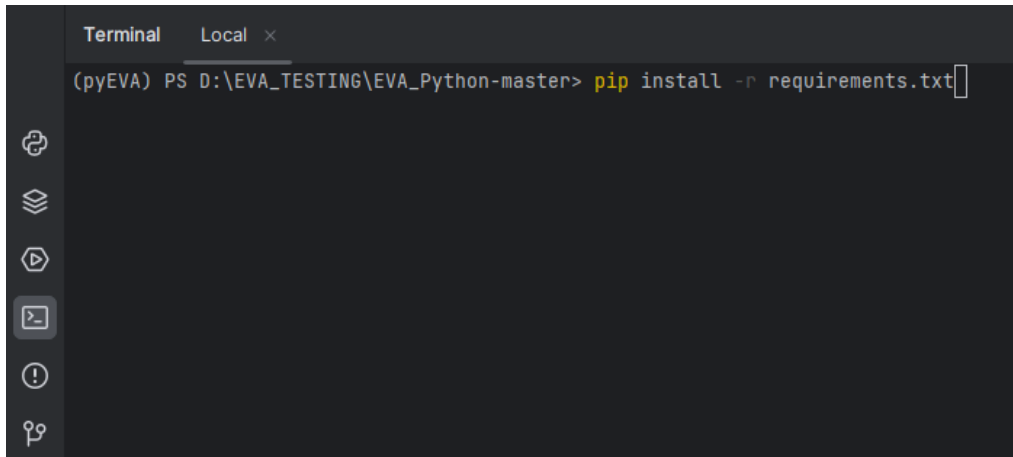 Terminal Local ×
(pyEVA) PS D:\EVA_TESTING\EVA_Python-master> pip install -r requirements.txt